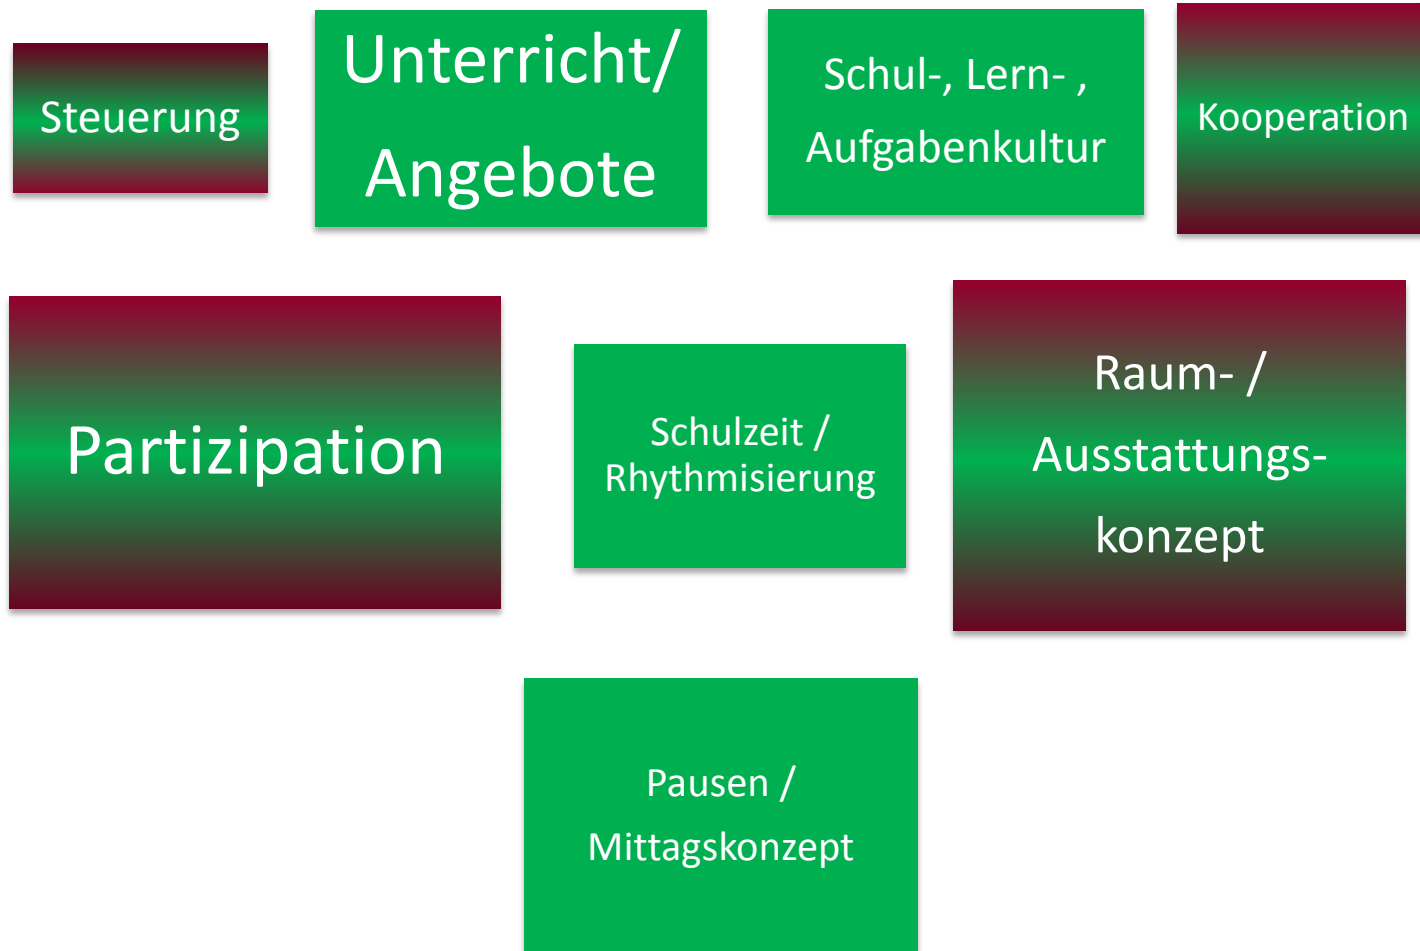 Steuerung
Unterricht/
Angebote
Schul-, Lern- ,
Aufgabenkultur
Kooperation
Partizipation
Schulzeit /
Rhythmisierung
Raum- /
Ausstattungs-
konzept
Pausen /
Mittagskonzept